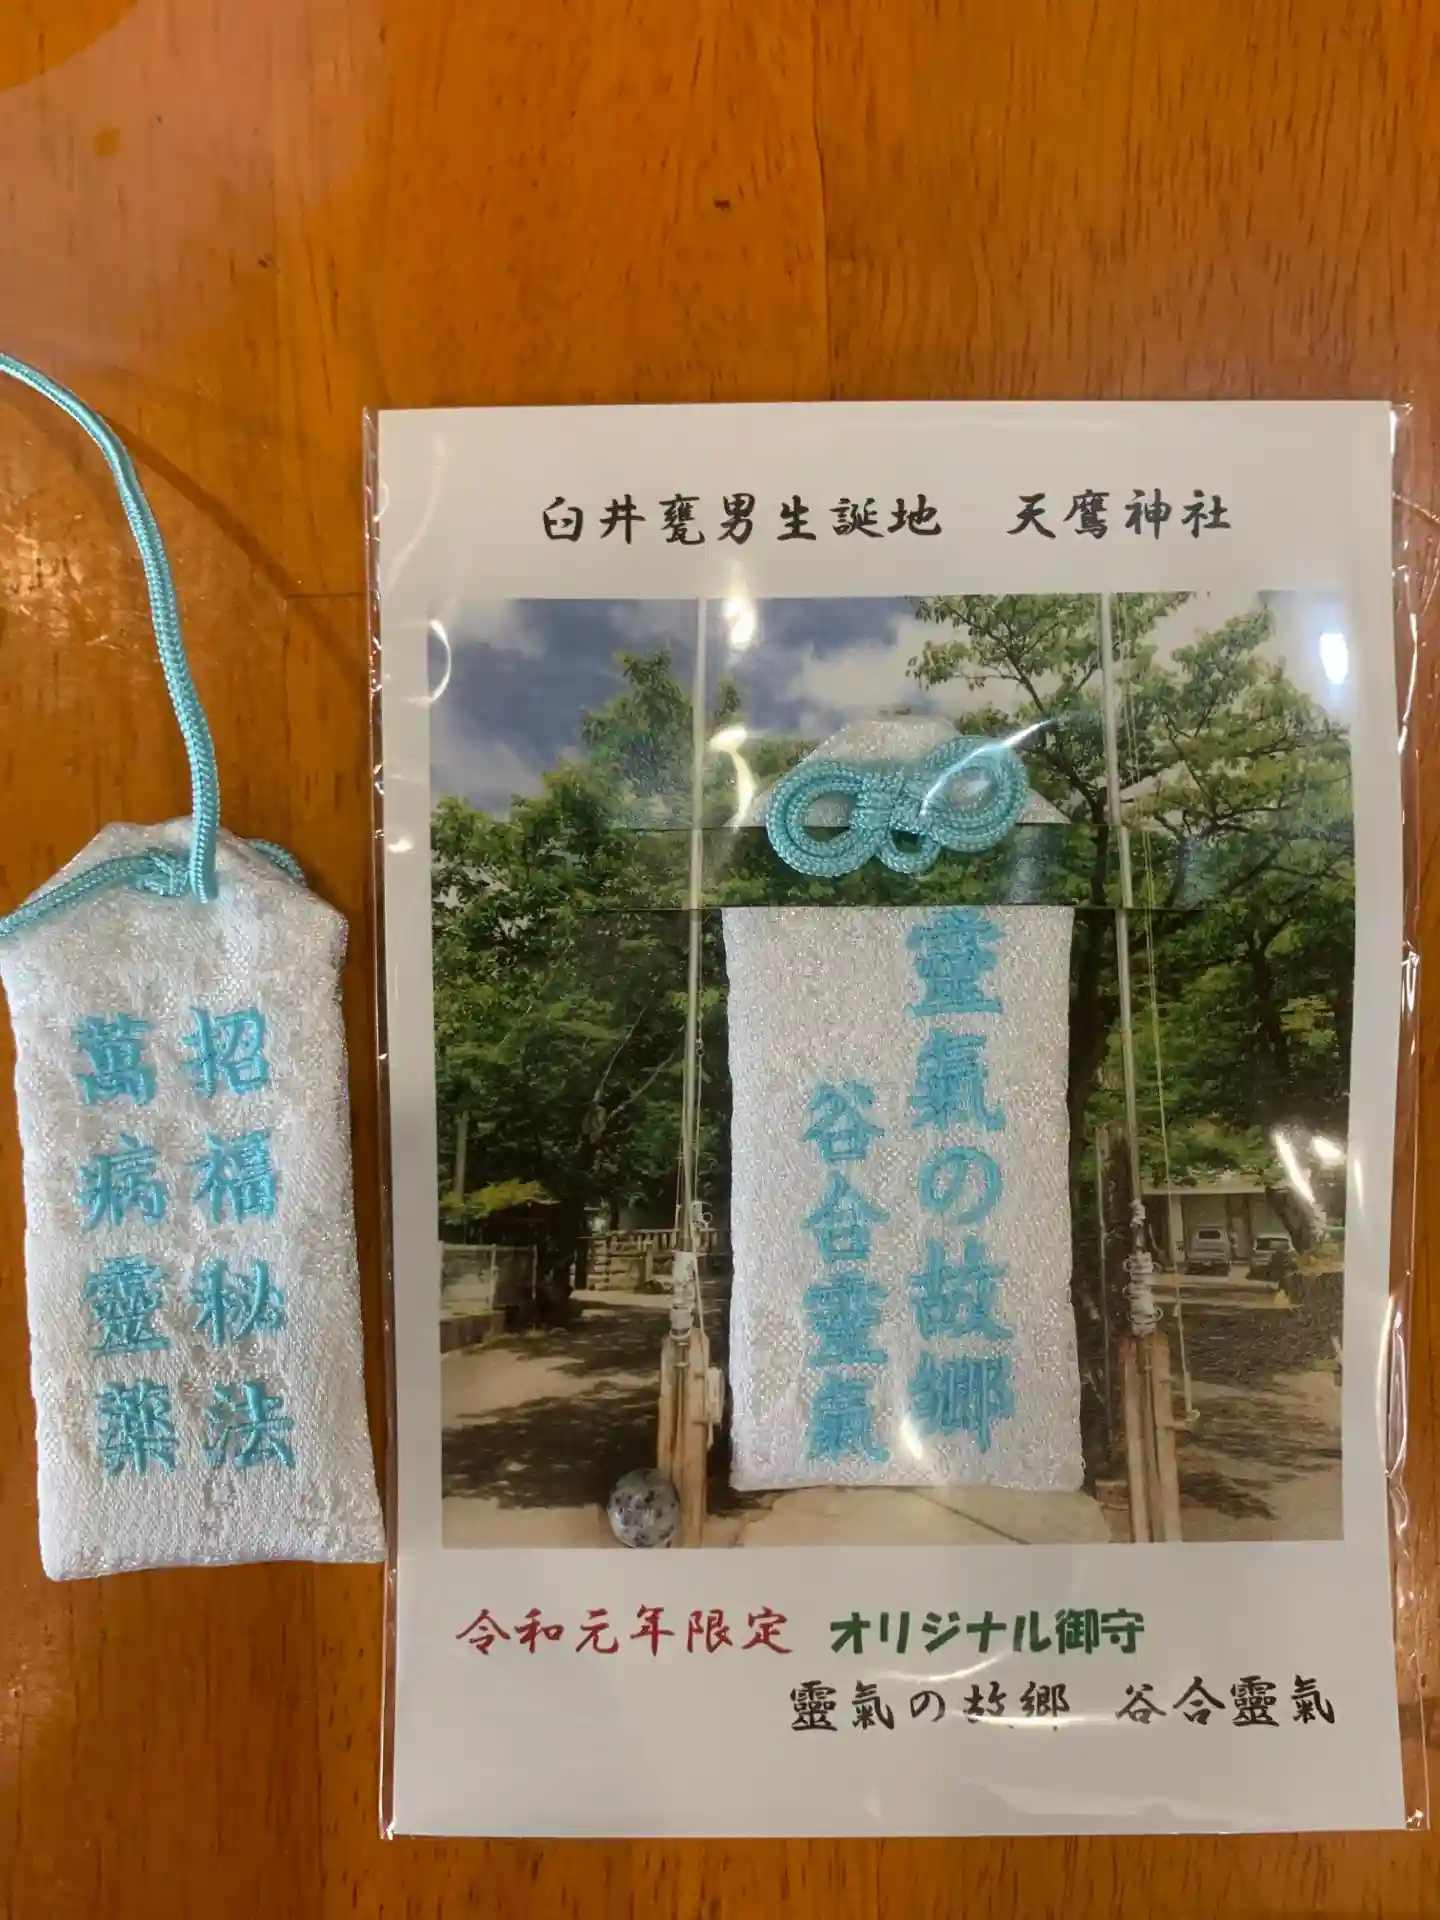 招福秘法
萬病靈薬
臼井甕男生誕地　天鷹神社
靈氣の故郷
谷合靈氣
令和元年限定 オリジナル御守
靈氣の故郷　谷合靈氣